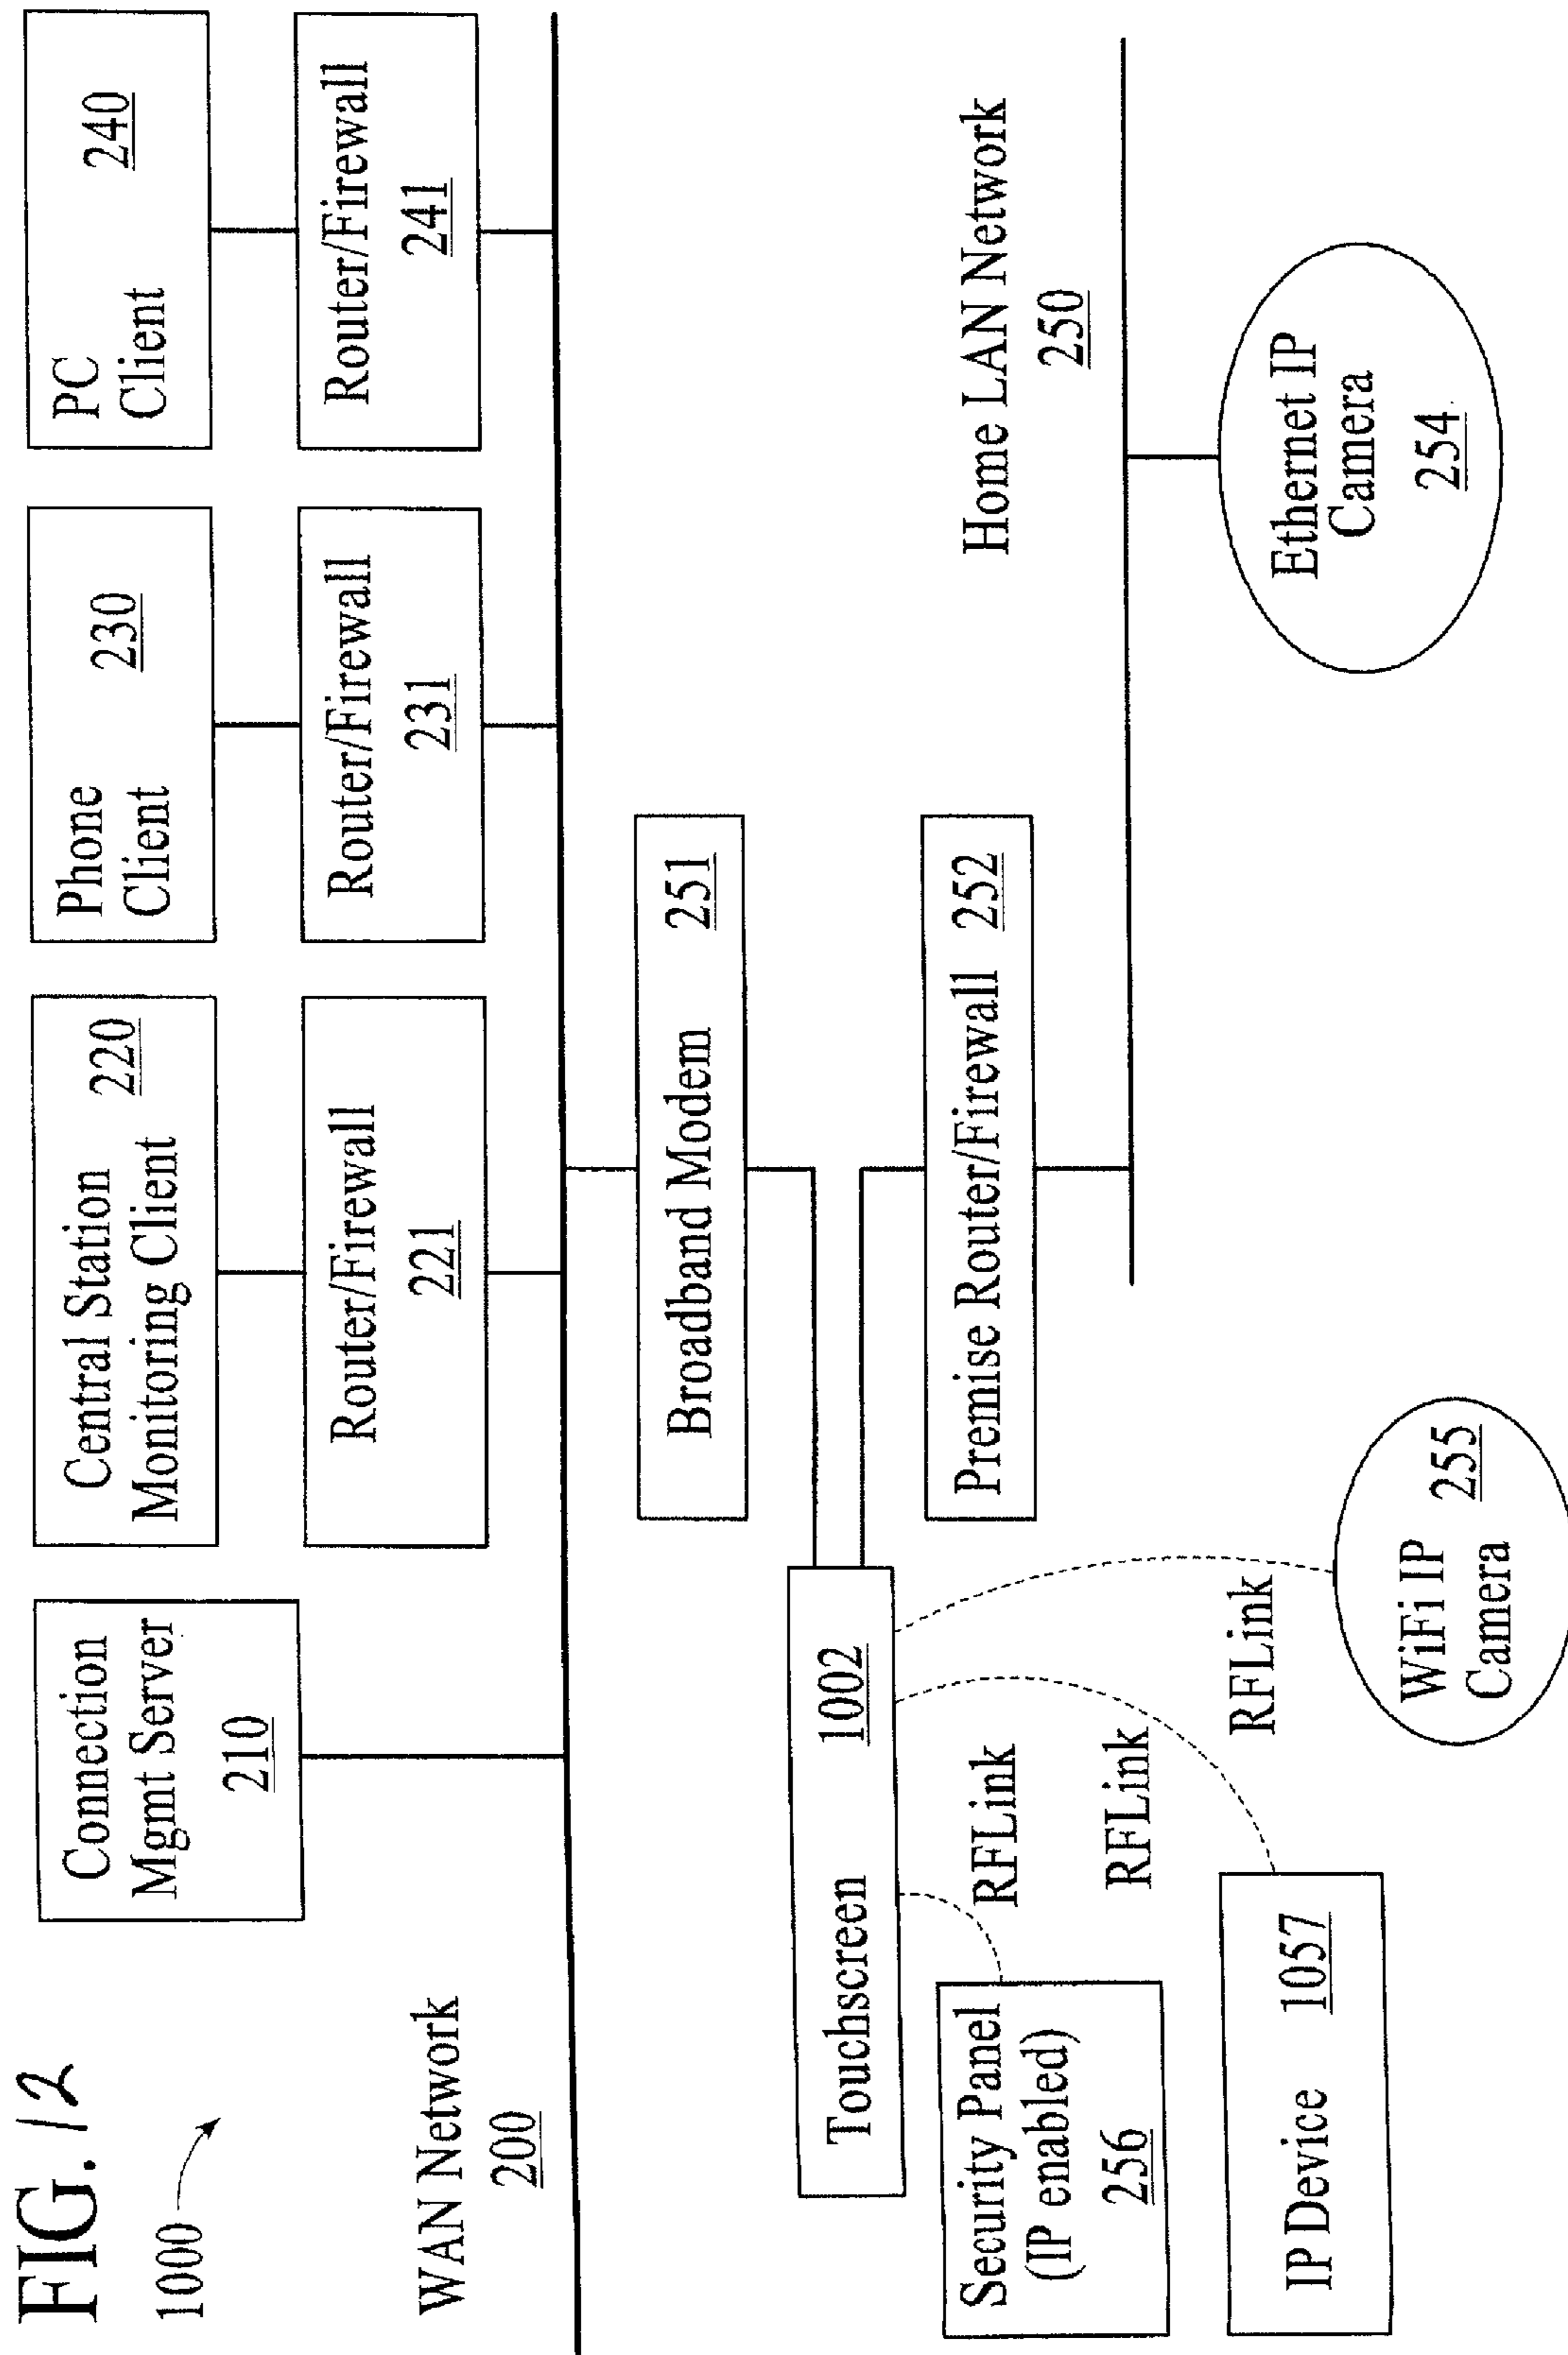 FIG. 12
1000
Connection
Mgmt Server
210
Central Station
Monitoring Client
220
Phone
Client
230
PC
Client
240
Router/Firewall
221
Router/Firewall
231
Router/Firewall
241
WAN Network
200
Broadband Modem 251
Touchscreen 1002
Premise Router/Firewall 252
Home LAN Network
250
Security Panel
(IP enabled)
256
RFLink
RFLink
RFLink
IP Device 1057
WiFi IP
Camera
255
Ethernet IP
Camera
254